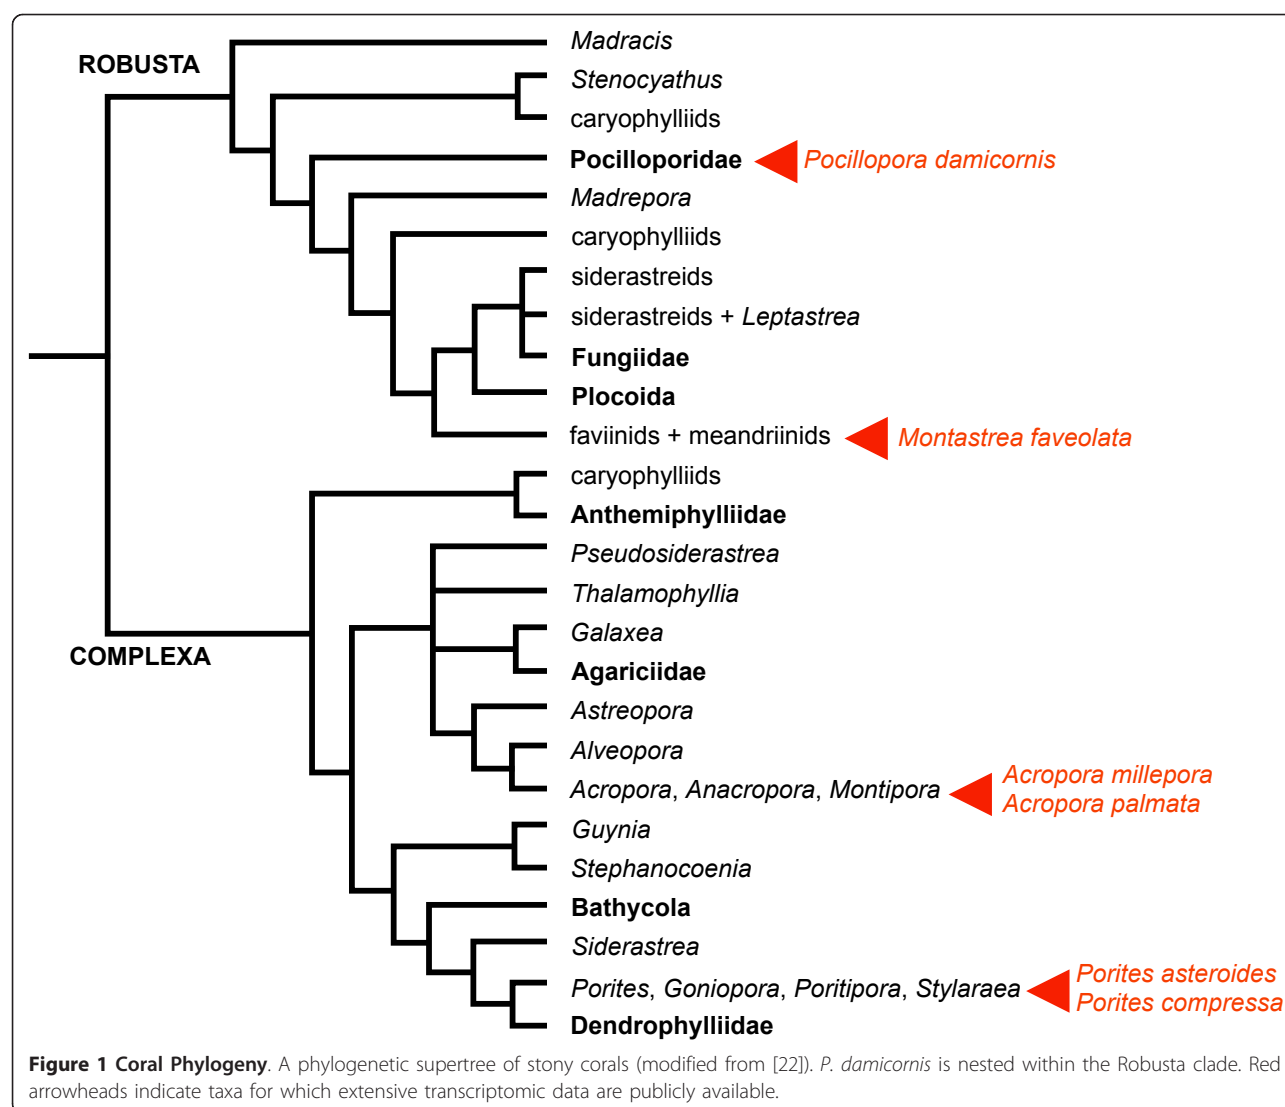 ROBUSTA
Madracis
Stenocyathus
caryophylliids
Pocilloporidae
Pocillopora damicornis
Madrepora
caryophylliids
siderastreids
siderastreids + Leptastrea
Fungiidae
Plocoida
faviinids + meandriinids
Montastrea faveolata
caryophylliids
Anthemiphylliidae
Pseudosiderastrea
Thalamophyllia
Galaxea
COMPLEXA
Agariciidae
Astreopora
Alveopora
Acropora, Anacropora, Montipora
Acropora millepora
Acropora palmata
Guynia
Stephanocoenia
Bathycola
Siderastrea
Porites, Goniopora, Poritipora, Stylaraea
Porites asteroides
Porites compressa
Dendrophylliidae
Figure 1 Coral Phylogeny. A phylogenetic supertree of stony corals (modified from [22]). P. damicornis is nested within the Robusta clade. Red
arrowheads indicate taxa for which extensive transcriptomic data are publicly available.